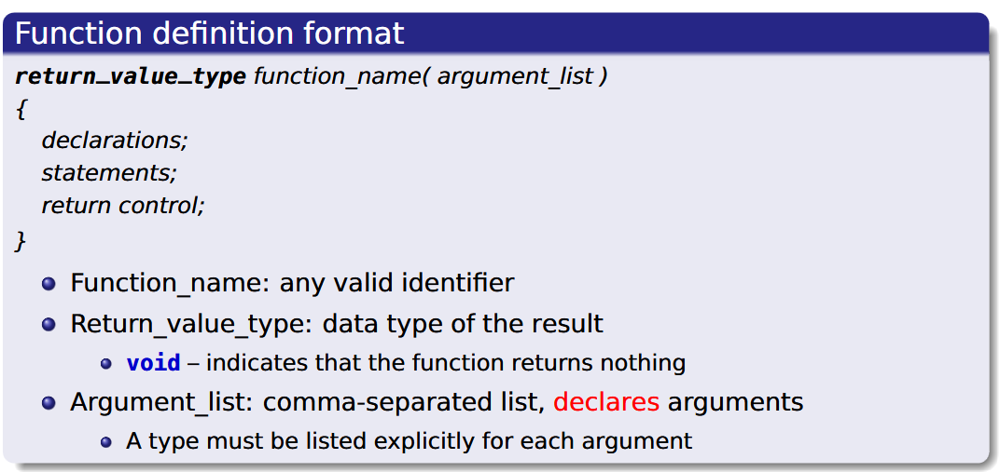 Function definition format
return_value_type function_name( argument_list )
{
declarations;
statements;
return control;
}
Function_name: any valid identifier
Return_value_type: data type of the result
void – indicates that the function returns nothing
Argument_list: comma-separated list, declares arguments
A type must be listed explicitly for each argument